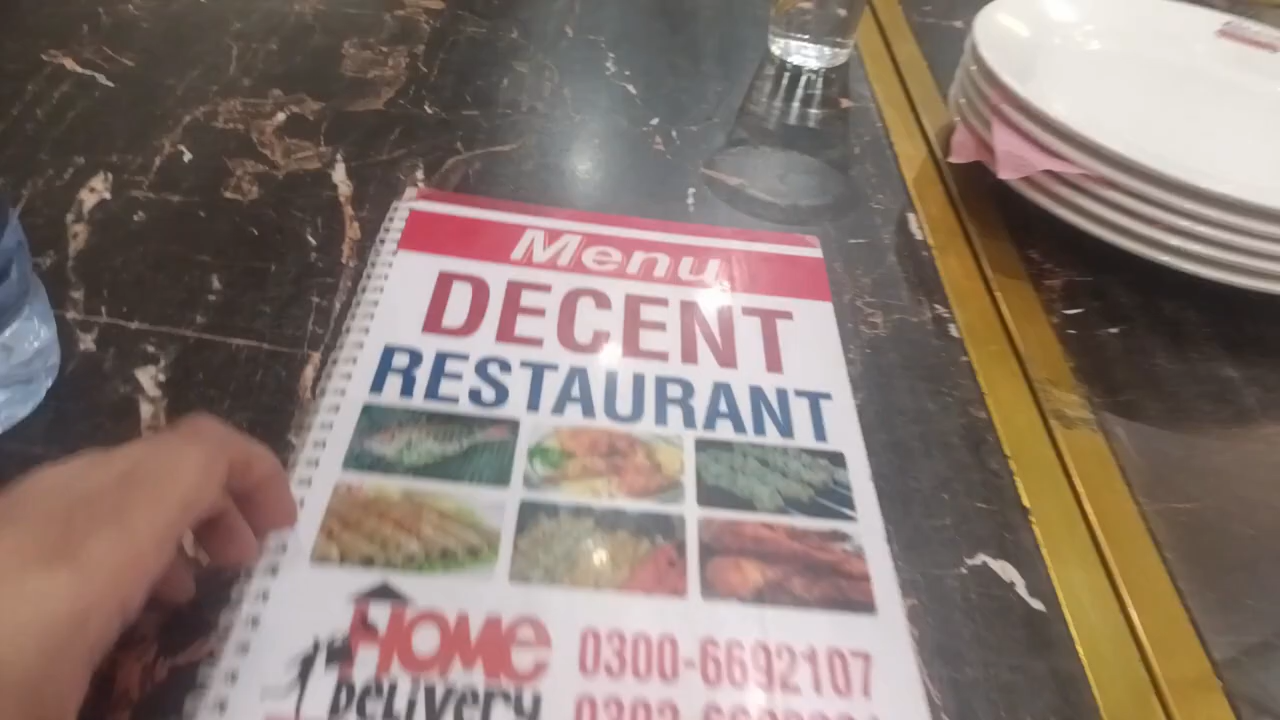 Menu
DECENT
RESTAURANT
HOME
DELIVERY
0300-6692107